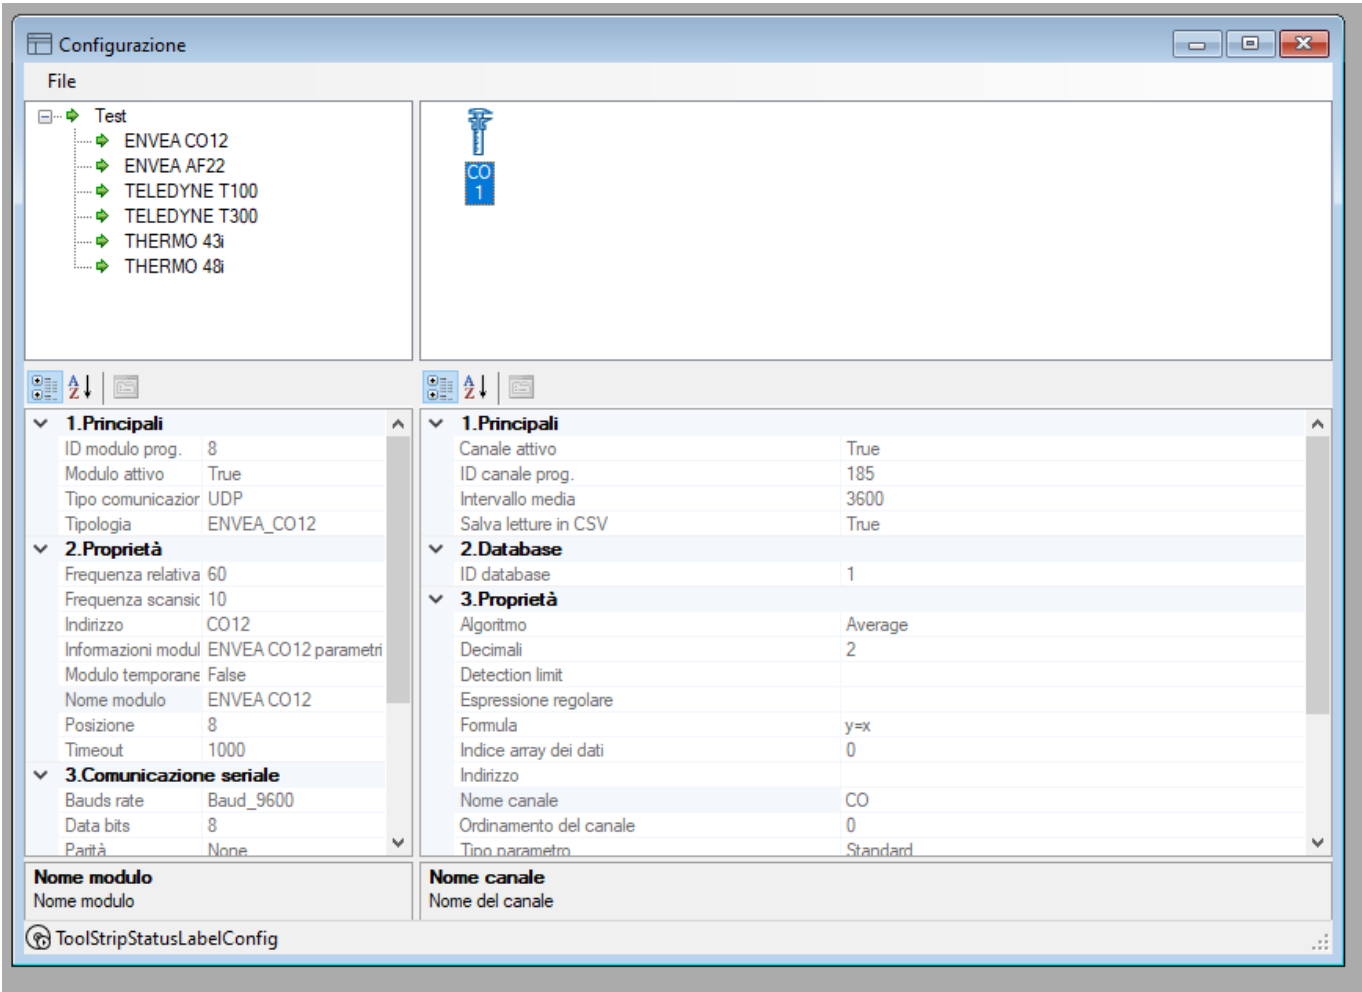 Configurazione
File
Test
ENVEA CO12
ENVEA AF22
TELEDYNE T100
TELEDYNE T300
THERMO 43i
THERMO 48i
CO
1
1.Principali
ID modulo prog. 8
Modulo attivo True
Tipo comunicazior UDP
Tipologia ENVEA_CO12
2.Proprietà
Frequenza relativa 60
Frequenza scansic 10
Indirizzo CO12
Informazioni modul ENVEA CO12 parametri
Modulo temporane False
Nome modulo ENVEA CO12
Posizione 8
Timeout 1000
3.Comunicazione seriale
Bauds rate Baud_9600
Data bits 8
Parità None
Nome modulo
Nome modulo
1.Principali
Canale attivo True
ID canale prog. 185
Intervallo media 3600
Salva letture in CSV True
2.Database
ID database 1
3.Proprietà
Algoritmo Average
Decimali 2
Detection limit
Espressione regolare
Formula y=x
Indice array dei dati 0
Indirizzo
Nome canale CO
Ordinamento del canale 0
Tipo parametro Standard
Nome canale
Nome del canale
ToolStripStatusLabelConfig